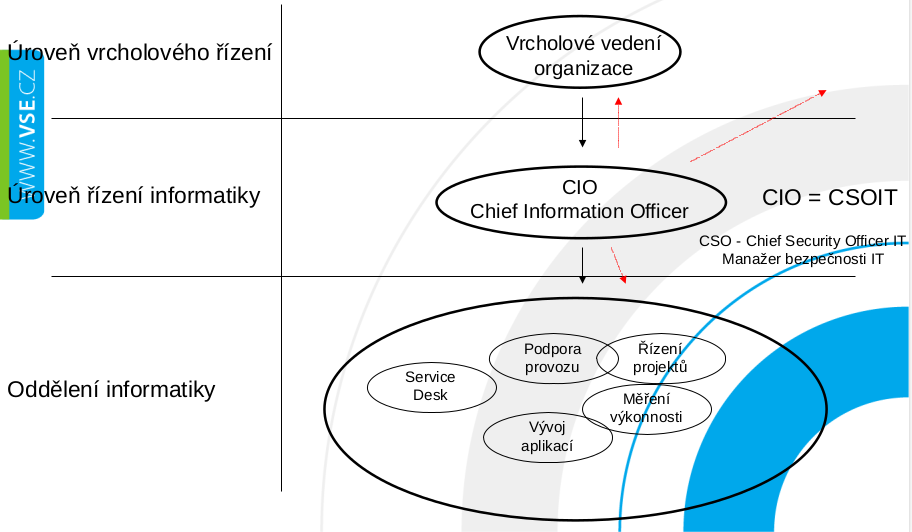 Úroveň vrcholového řízení
Vrcholové vedení
organizace
WWW.VSE.CZ
Úroveň řízení informatiky
CIO
Chief Information Officer
CIO = CSOIT
CSO - Chief Security Officer IT
Manažer bezpečnosti IT
Oddělení informatiky
Service
Desk
Podpora
provozu
Řízení
projektů
Měření
výkonnosti
Vývoj
aplikací